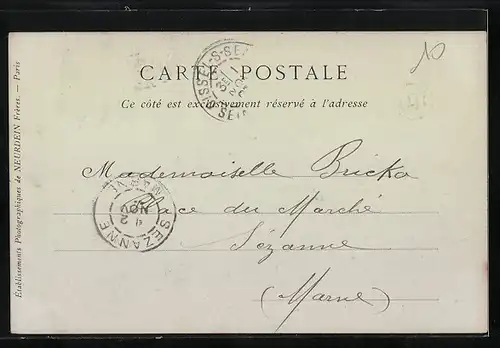 CARTE POSTALE
Ce côté est exclusivement réservé à l'adresse
Mademoiselle Bricka
Place du Marché
Sézanne
(Marne)
SEZANNE
MARNE
Etablissements Photographiques de NEURDEIN Frères. — Paris